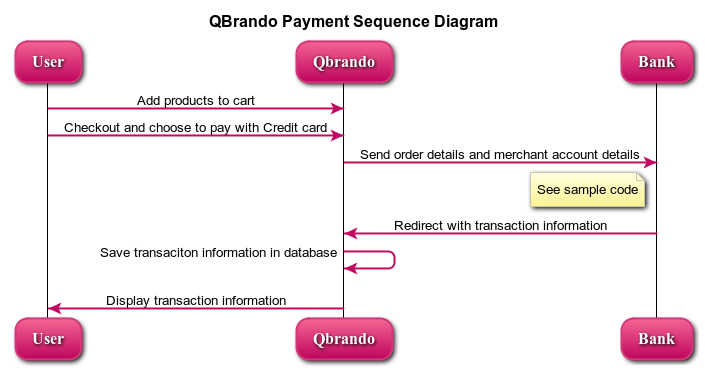 QBrando Payment Sequence Diagram
User Qbrando Bank
Add products to cart
Checkout and choose to pay with Credit card
Send order details and merchant account details
See sample code
Redirect with transaction information
Save transaciton information in database
Display transaction information
User Qbrando Bank